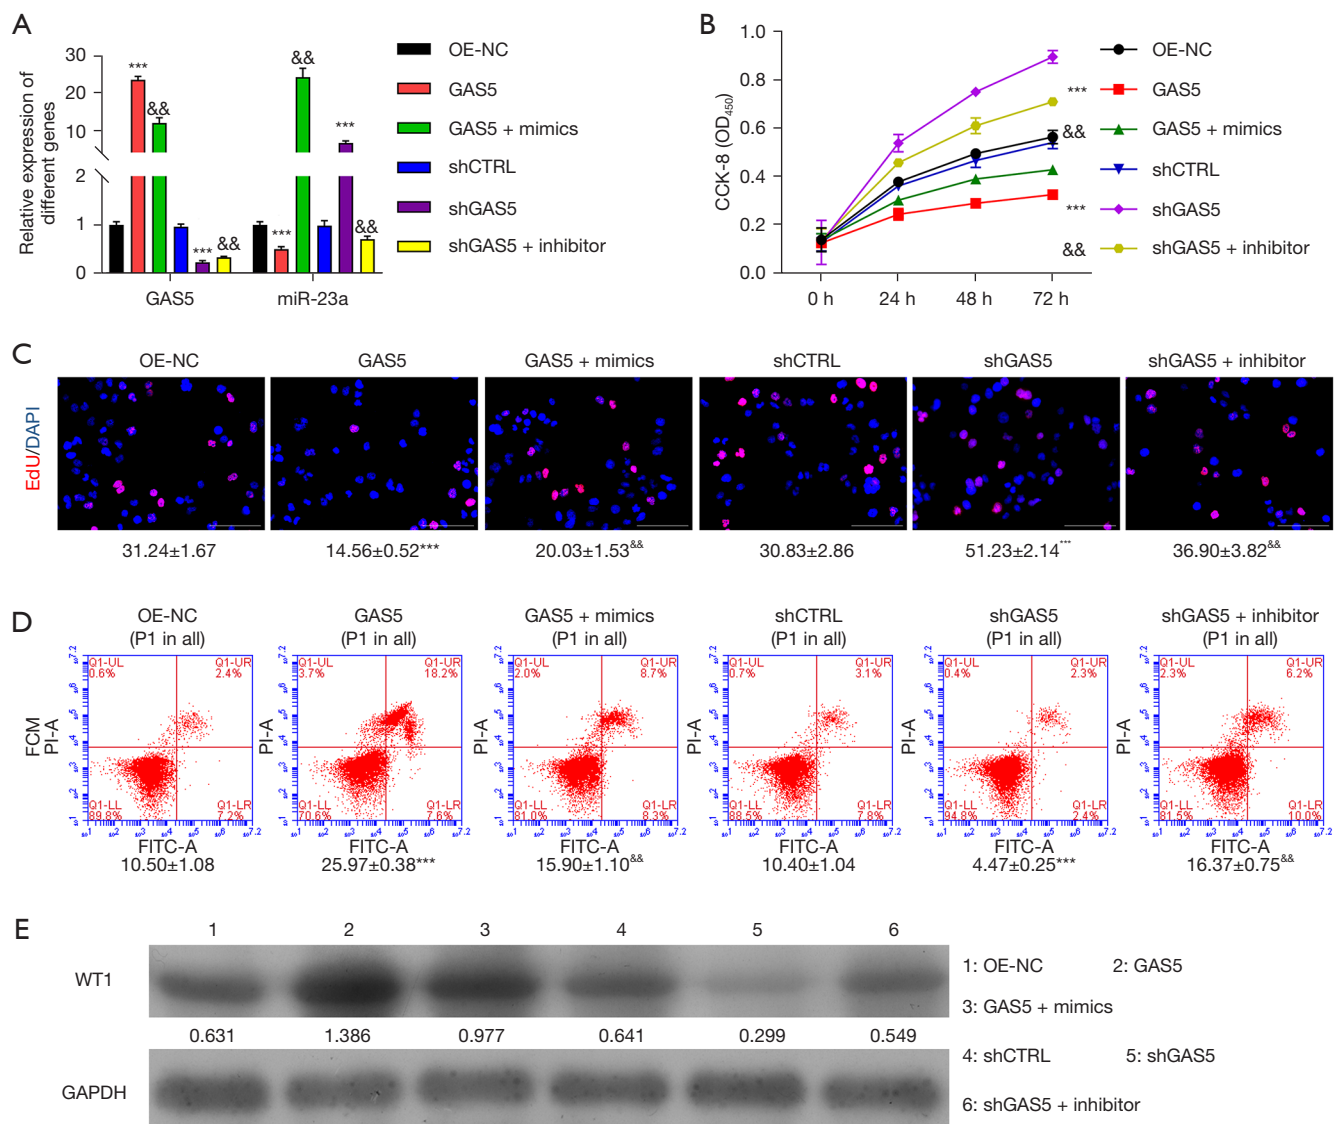 A
Relative expression of
different genes
30
20
10
2
1
0
***
&&
***
&&
***
&&
***
&&
GAS5
miR-23a
OE-NC
GAS5
GAS5 + mimics
shCTRL
shGAS5
shGAS5 + inhibitor
B
CCK-8 (OD450)
1.0
0.8
0.6
0.4
0.2
0.0
0 h
24 h
48 h
72 h
***
&&
***
&&
OE-NC
GAS5
GAS5 + mimics
shCTRL
shGAS5
shGAS5 + inhibitor
C
EdU/DAPI
OE-NC
GAS5
GAS5 + mimics
shCTRL
shGAS5
shGAS5 + inhibitor
31.24±1.67
14.56±0.52***
20.03±1.53&&
30.83±2.86
51.23±2.14***
36.90±3.82&&
D
FCM
OE-NC
(P1 in all)
PI-A
Q1-UL
0.6%
Q1-UR
2.4%
Q1-LL
89.8%
Q1-LR
7.2%
FITC-A
10.50±1.08
GAS5
(P1 in all)
PI-A
Q1-UL
3.7%
Q1-UR
18.2%
Q1-LL
70.6%
Q1-LR
7.6%
FITC-A
25.97±0.38***
GAS5 + mimics
(P1 in all)
PI-A
Q1-UL
2.0%
Q1-UR
8.7%
Q1-LL
81.0%
Q1-LR
8.3%
FITC-A
15.90±1.10&&
shCTRL
(P1 in all)
PI-A
Q1-UL
0.7%
Q1-UR
3.1%
Q1-LL
88.5%
Q1-LR
7.8%
FITC-A
10.40±1.04
shGAS5
(P1 in all)
PI-A
Q1-UL
0.4%
Q1-UR
2.3%
Q1-LL
94.8%
Q1-LR
2.4%
FITC-A
4.47±0.25***
shGAS5 + inhibitor
(P1 in all)
PI-A
Q1-UL
2.3%
Q1-UR
6.2%
Q1-LL
81.5%
Q1-LR
10.0%
FITC-A
16.37±0.75&&
E
1 2 3 4 5 6
WT1
0.631 1.386 0.977 0.641 0.299 0.549
GAPDH
1: OE-NC 2: GAS5
3: GAS5 + mimics
4: shCTRL 5: shGAS5
6: shGAS5 + inhibitor